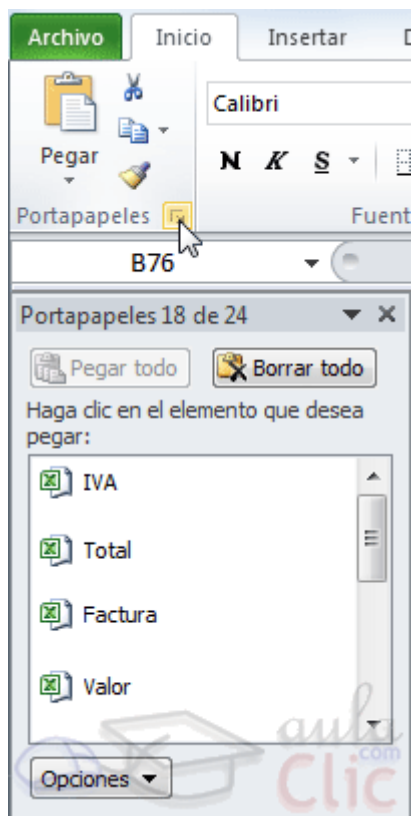 Archivo Inicio Insertar D
Calibri
Pegar N K S
Portapapeles Fuent
B76
Portapapeles 18 de 24
Pegar todo Borrar todo
Haga clic en el elemento que desea
pegar:
IVA
Total
Factura
Valor
Opciones
aula
Clic
.com